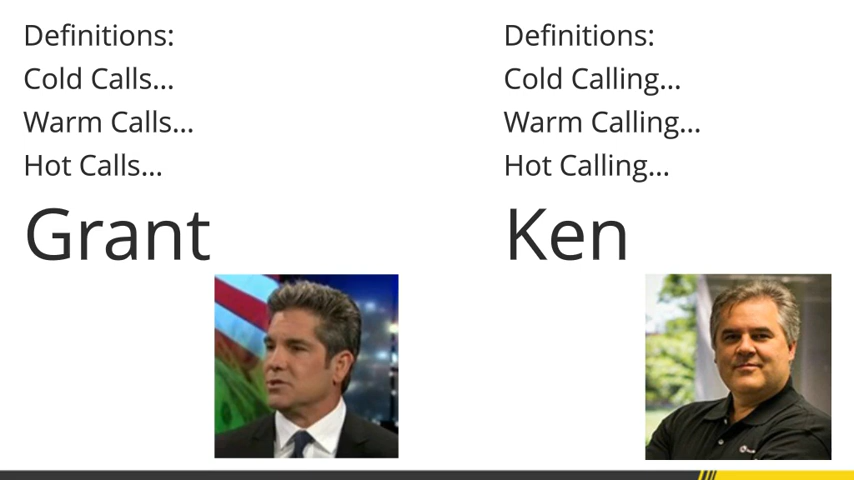 Definitions:
Cold Calls...
Warm Calls...
Hot Calls...
Grant
Definitions:
Cold Calling...
Warm Calling...
Hot Calling...
Ken